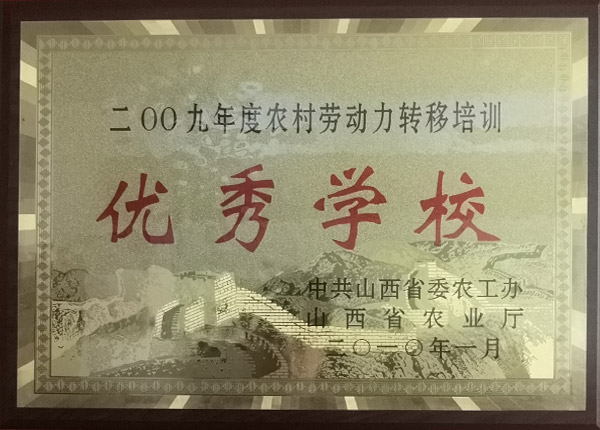 二〇〇九年度农村劳动力转移培训
优秀学校
中共山西省委农工办
山西省农业厅
二〇一〇年一月